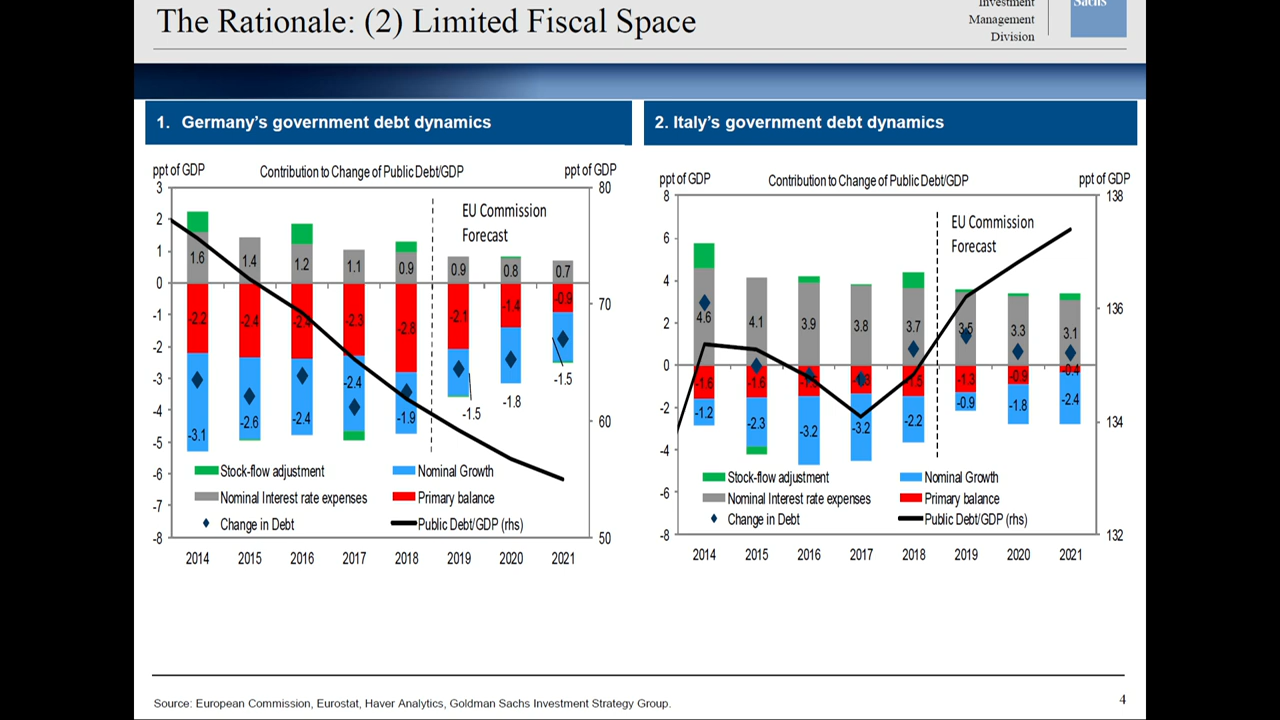 The Rationale: (2) Limited Fiscal Space
Investment
Management
Division
Sachs
1. Germany's government debt dynamics
ppt of GDP
Contribution to Change of Public Debt/GDP
ppt of GDP
3
2
1
0
-1
-2
-3
-4
-5
-6
-7
-8
80
70
60
50
EU Commission
Forecast
1.6
1.4
1.2
1.1
0.9
0.9
0.8
0.7
-2.2
-2.4
-2.4
-2.3
-2.8
-2.1
-1.4
-0.9
-3.1
-2.6
-2.4
-2.4
-1.9
-1.5
-1.8
-1.5
Stock-flow adjustment
Nominal Growth
Nominal Interest rate expenses
Primary balance
Change in Debt
Public Debt/GDP (rhs)
2014 2015 2016 2017 2018 2019 2020 2021
2. Italy's government debt dynamics
ppt of GDP
Contribution to Change of Public Debt/GDP
ppt of GDP
8
6
4
2
0
-2
-4
-6
-8
138
136
134
132
EU Commission
Forecast
4.6
4.1
3.9
3.8
3.7
3.5
3.3
3.1
-1.6
-1.6
-1.5
-1.3
-0.9
-0.4
-1.2
-2.3
-3.2
-3.2
-2.2
-0.9
-1.8
-2.4
Stock-flow adjustment
Nominal Growth
Nominal Interest rate expenses
Primary balance
Change in Debt
Public Debt/GDP (rhs)
2014 2015 2016 2017 2018 2019 2020 2021
Source: European Commission, Eurostat, Haver Analytics, Goldman Sachs Investment Strategy Group.
4